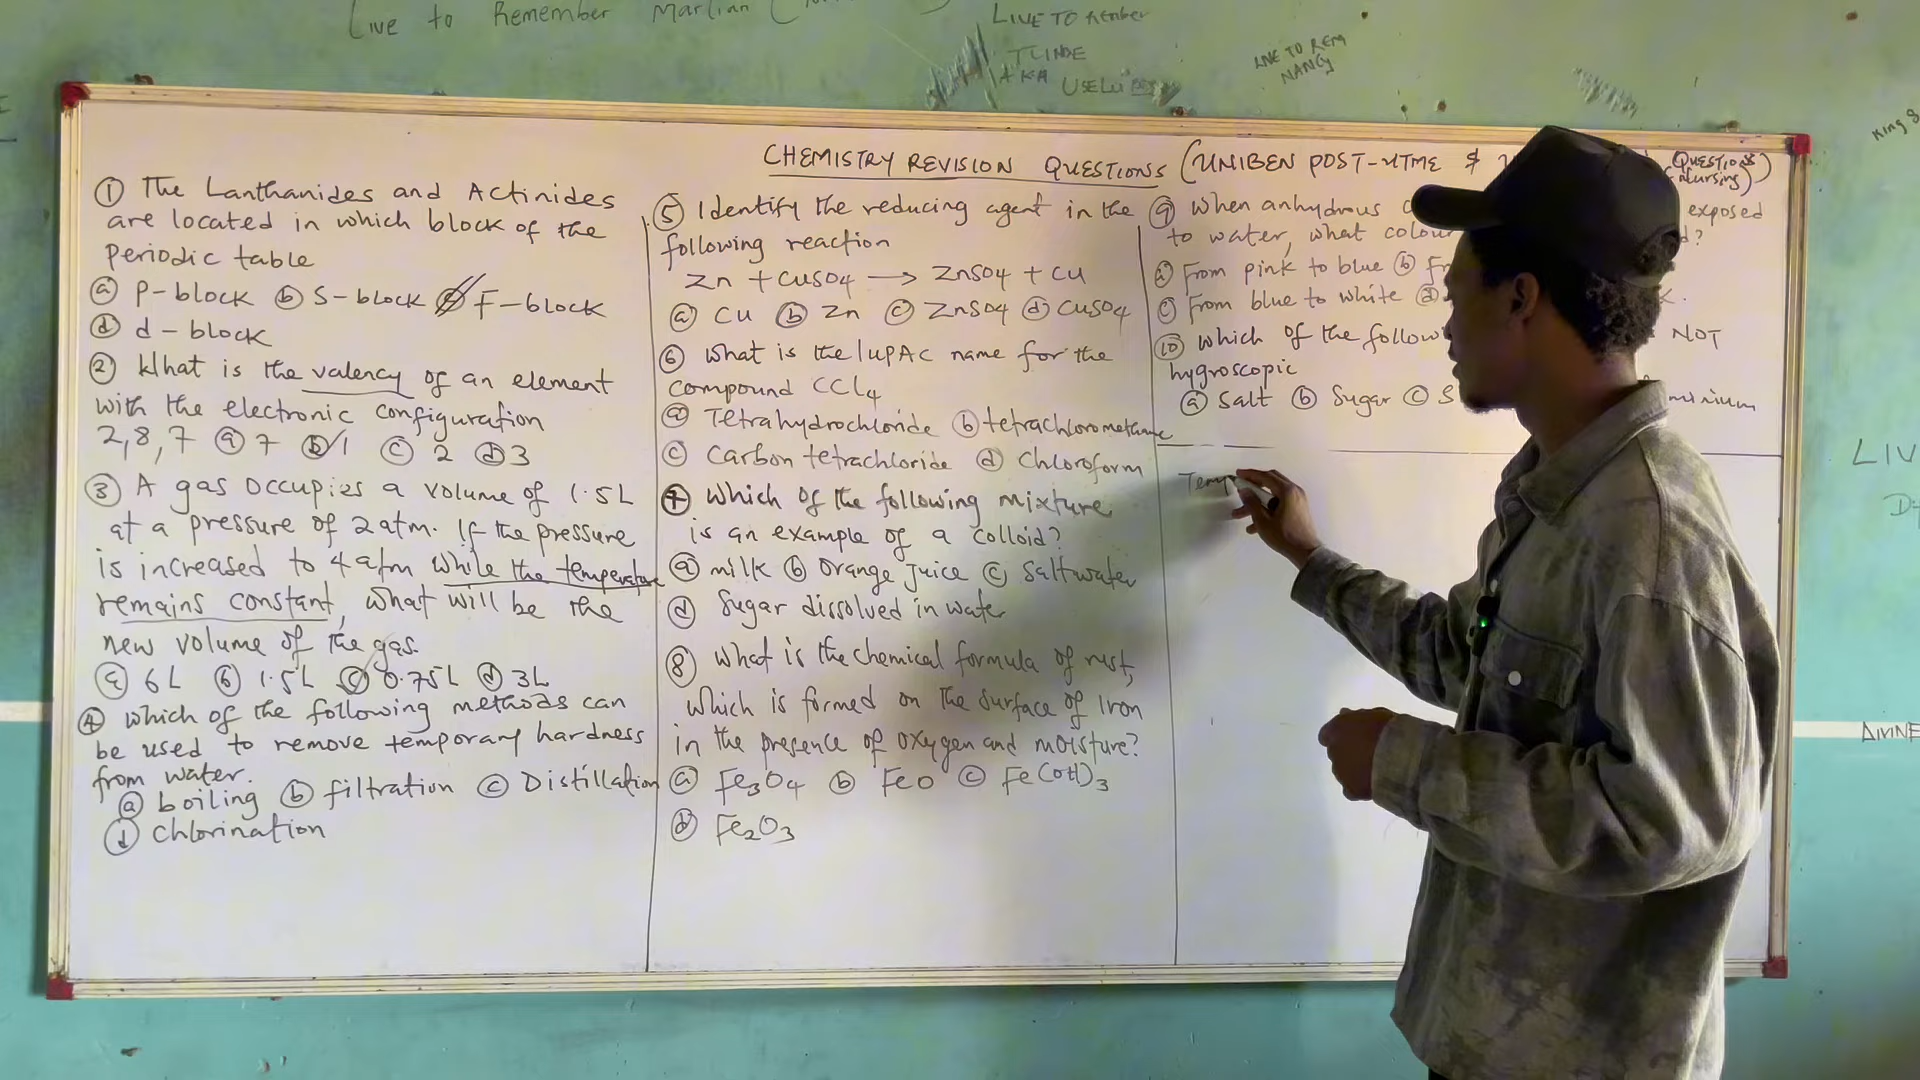 Live to Remember Marlian
LIVE TO Rember
TUNDE
AKA
USELU
LIVE TO REM
NANCY
King
CHEMISTRY REVISION QUESTIONS (UNIBEN POST-UTME & QUESTIONS
Nursing)
① The Lanthanides and Actinides
are located in which block of the
periodic table
ⓐ P-block ⓑ S-block ⓒ F-block
ⓓ d-block
② What is the valency of an element
with the electronic configuration
2,8,7 ⓐ 7 ⓑ 1 ⓒ 2 ⓓ 3
③ A gas occupies a volume of 1.5L
at a pressure of 2atm. If the pressure
is increased to 4atm while the temperature
remains constant, what will be the
new volume of the gas.
ⓐ 6L ⓑ 1.5L ⓒ 0.75L ⓓ 3L
④ which of the following methods can
be used to remove temporary hardness
from water.
ⓐ boiling ⓑ filtration ⓒ Distillation
ⓓ Chlorination
⑤ Identify the reducing agent in the
following reaction
Zn + CuSO4 → ZnSO4 + Cu
ⓐ Cu ⓑ Zn ⓒ ZnSO4 ⓓ CuSO4
⑥ What is the IUPAC name for the
compound CCl4
ⓐ Tetrahydrochloride ⓑ tetrachloromethane
ⓒ Carbon tetrachloride ⓓ Chloroform
⑦ Which of the following mixture
is an example of a colloid?
ⓐ milk ⓑ Orange juice ⓒ Saltwater
ⓓ Sugar dissolved in water
⑧ What is the chemical formula of rust,
which is formed on the surface of Iron
in the presence of oxygen and moisture?
ⓐ Fe3O4 ⓑ FeO ⓒ Fe(OH)3
ⓓ Fe2O3
⑨ When anhydrous exposed
to water, what colour
ⓐ From pink to blue ⓑ
ⓒ From blue to white ⓓ
⑩ which of the following NOT
hygroscopic
ⓐ Salt ⓑ Sugar ⓒ
Temp
LIV
DIVINE